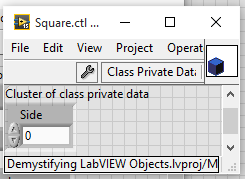 Square.ctl ...
File Edit View Project Operat
Class Private Data
Cluster of class private data
Side
0
Demystifying LabVIEW Objects.lvproj/M